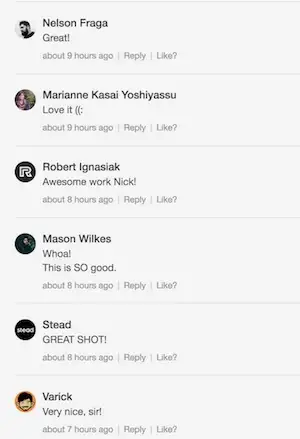 Nelson Fraga
Great!
about 9 hours ago | Reply | Like?
Marianne Kasai Yoshiyassu
Love it ((:
about 9 hours ago | Reply | Like?
Robert Ignasiak
Awesome work Nick!
about 8 hours ago | Reply | Like?
Mason Wilkes
Whoa!
This is SO good.
about 8 hours ago | Reply | Like?
stead
Stead
GREAT SHOT!
about 8 hours ago | Reply | Like?
Varick
Very nice, sir!
about 7 hours ago | Reply | Like?